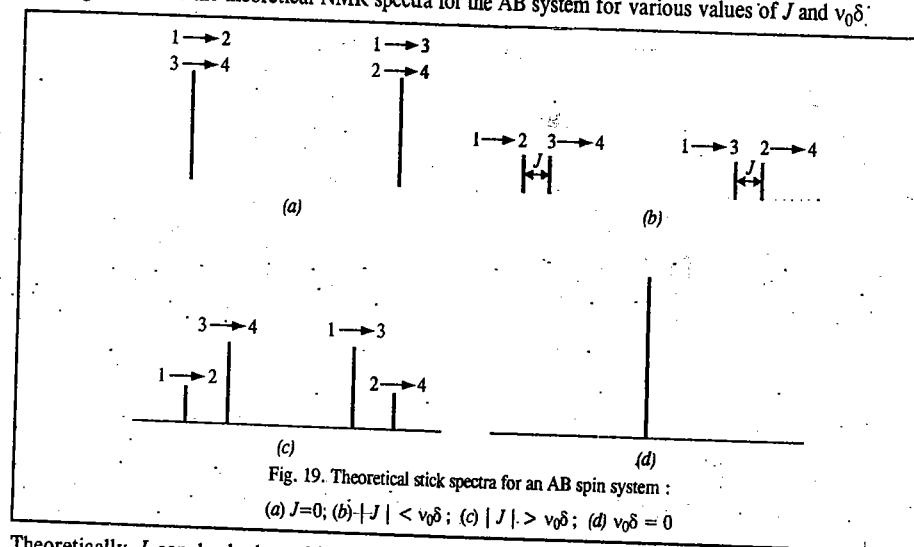 the theoretical NMR spectra for the AB system for various values of J and ν₀δ.
1→2
3→4
1→3
2→4
(a)
1→2 3→4
J
1→3 2→4
J
(b)
3→4
1→2
1→3
2→4
(c)
(d)
Fig. 19. Theoretical stick spectra for an AB spin system :
(a) J=0; (b) | J | < ν₀δ ; (c) | J | > ν₀δ ; (d) ν₀δ = 0
Theoretically, J